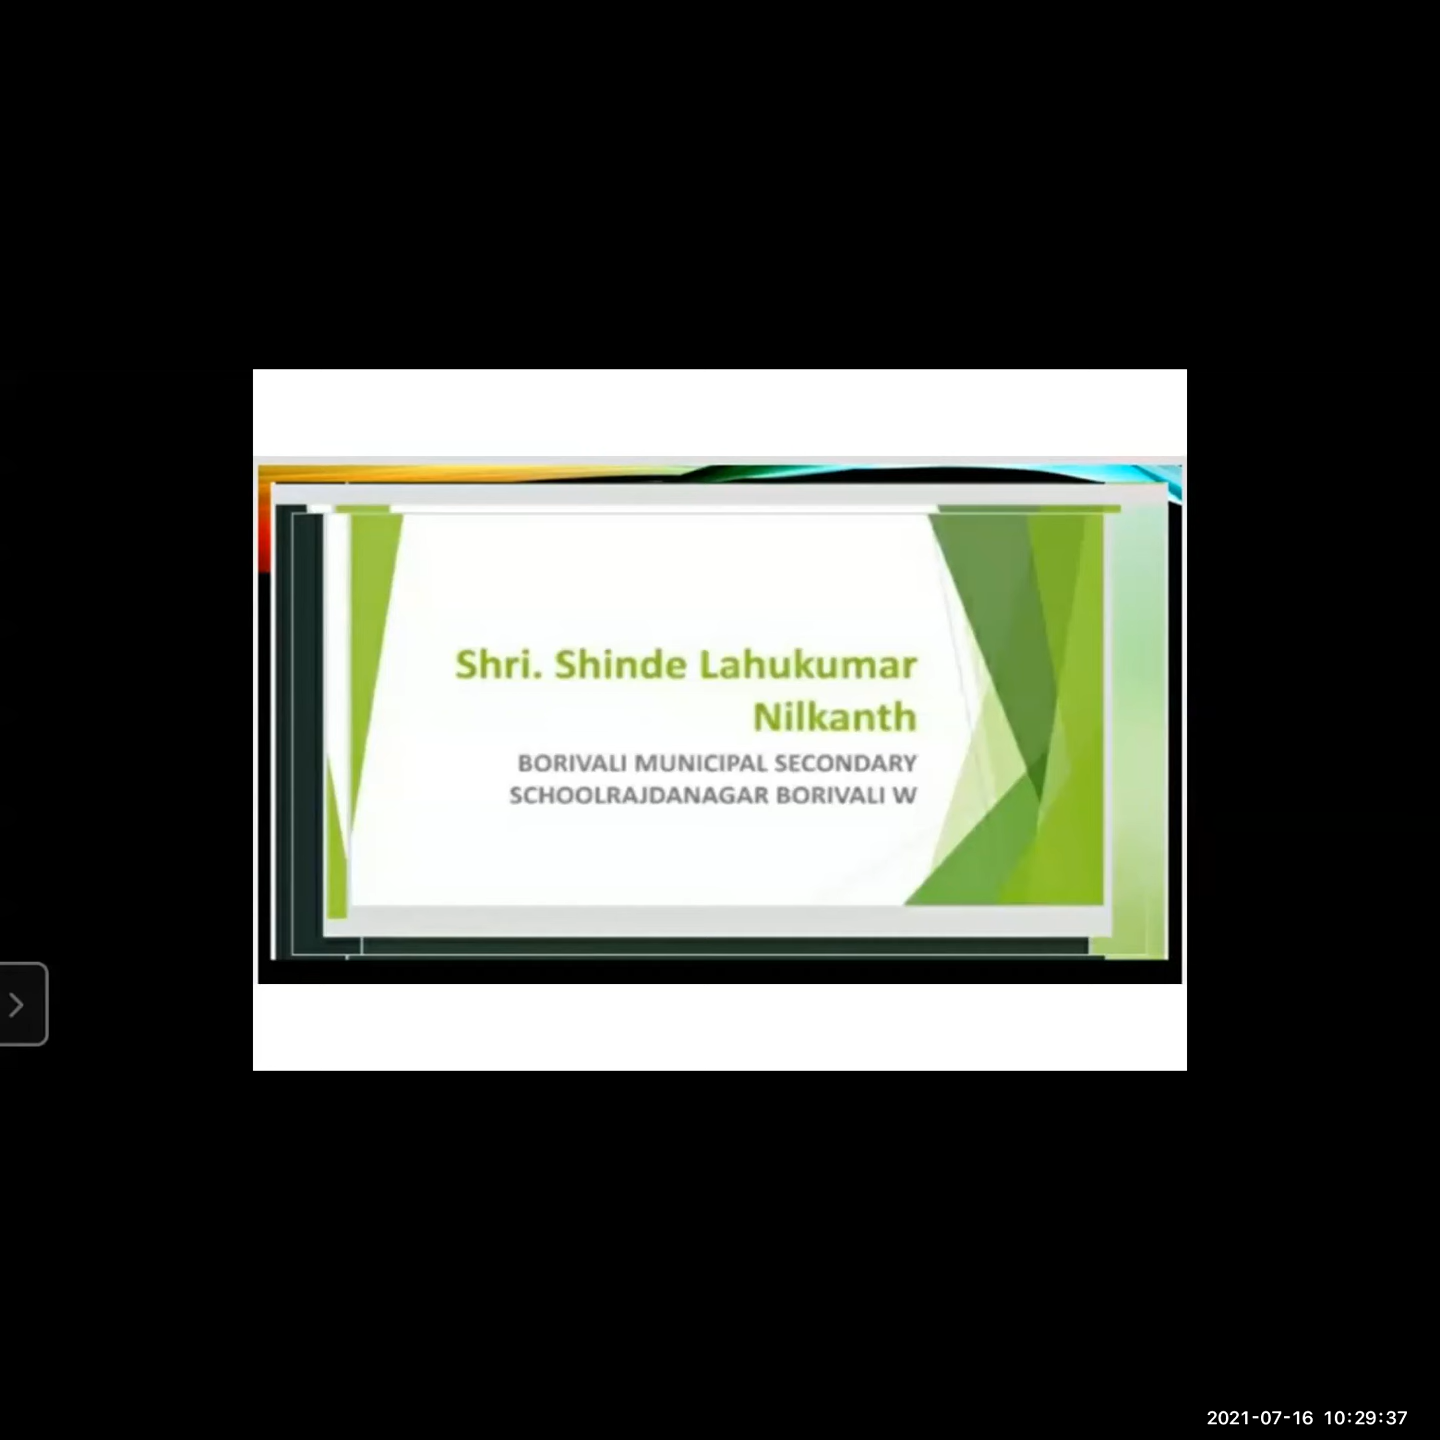 Shri. Shinde Lahukumar
Nilkanth
BORIVALI MUNICIPAL SECONDARY
SCHOOLRAJDANAGAR BORIVALI W
2021-07-16 10:29:37